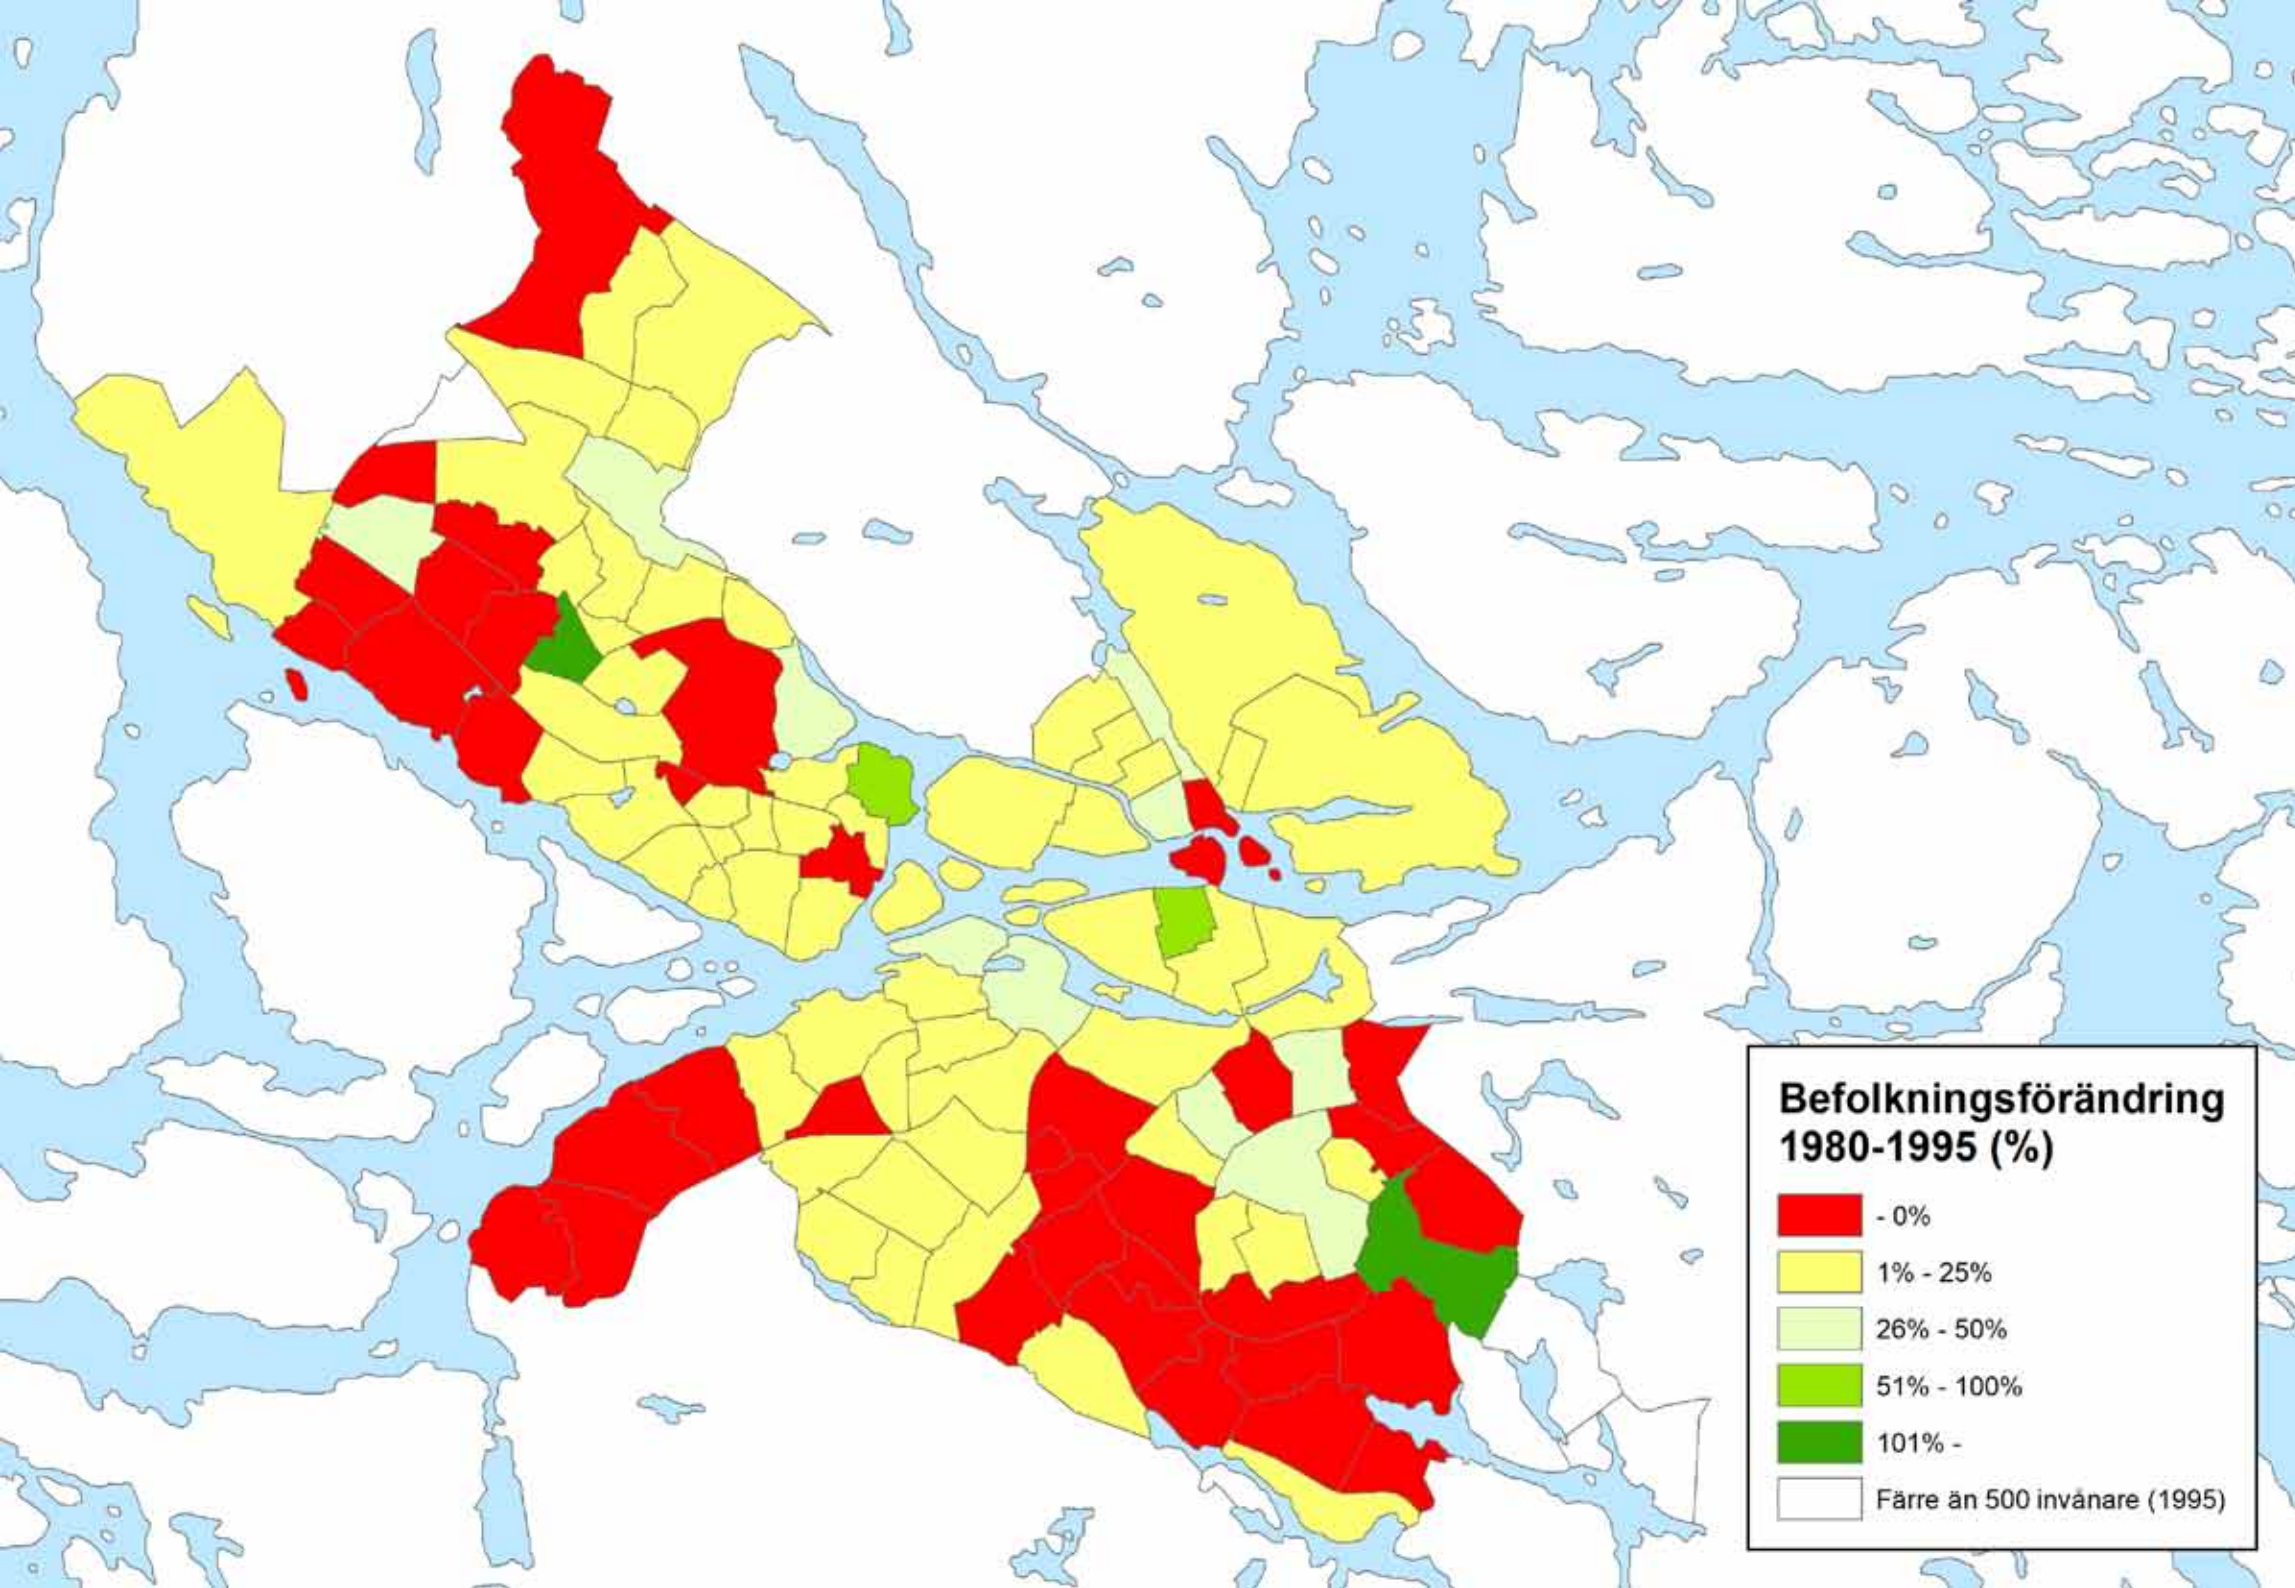 Befolkningsförändring
1980-1995 (%)
- 0%
1% - 25%
26% - 50%
51% - 100%
101% -
Färre än 500 invånare (1995)